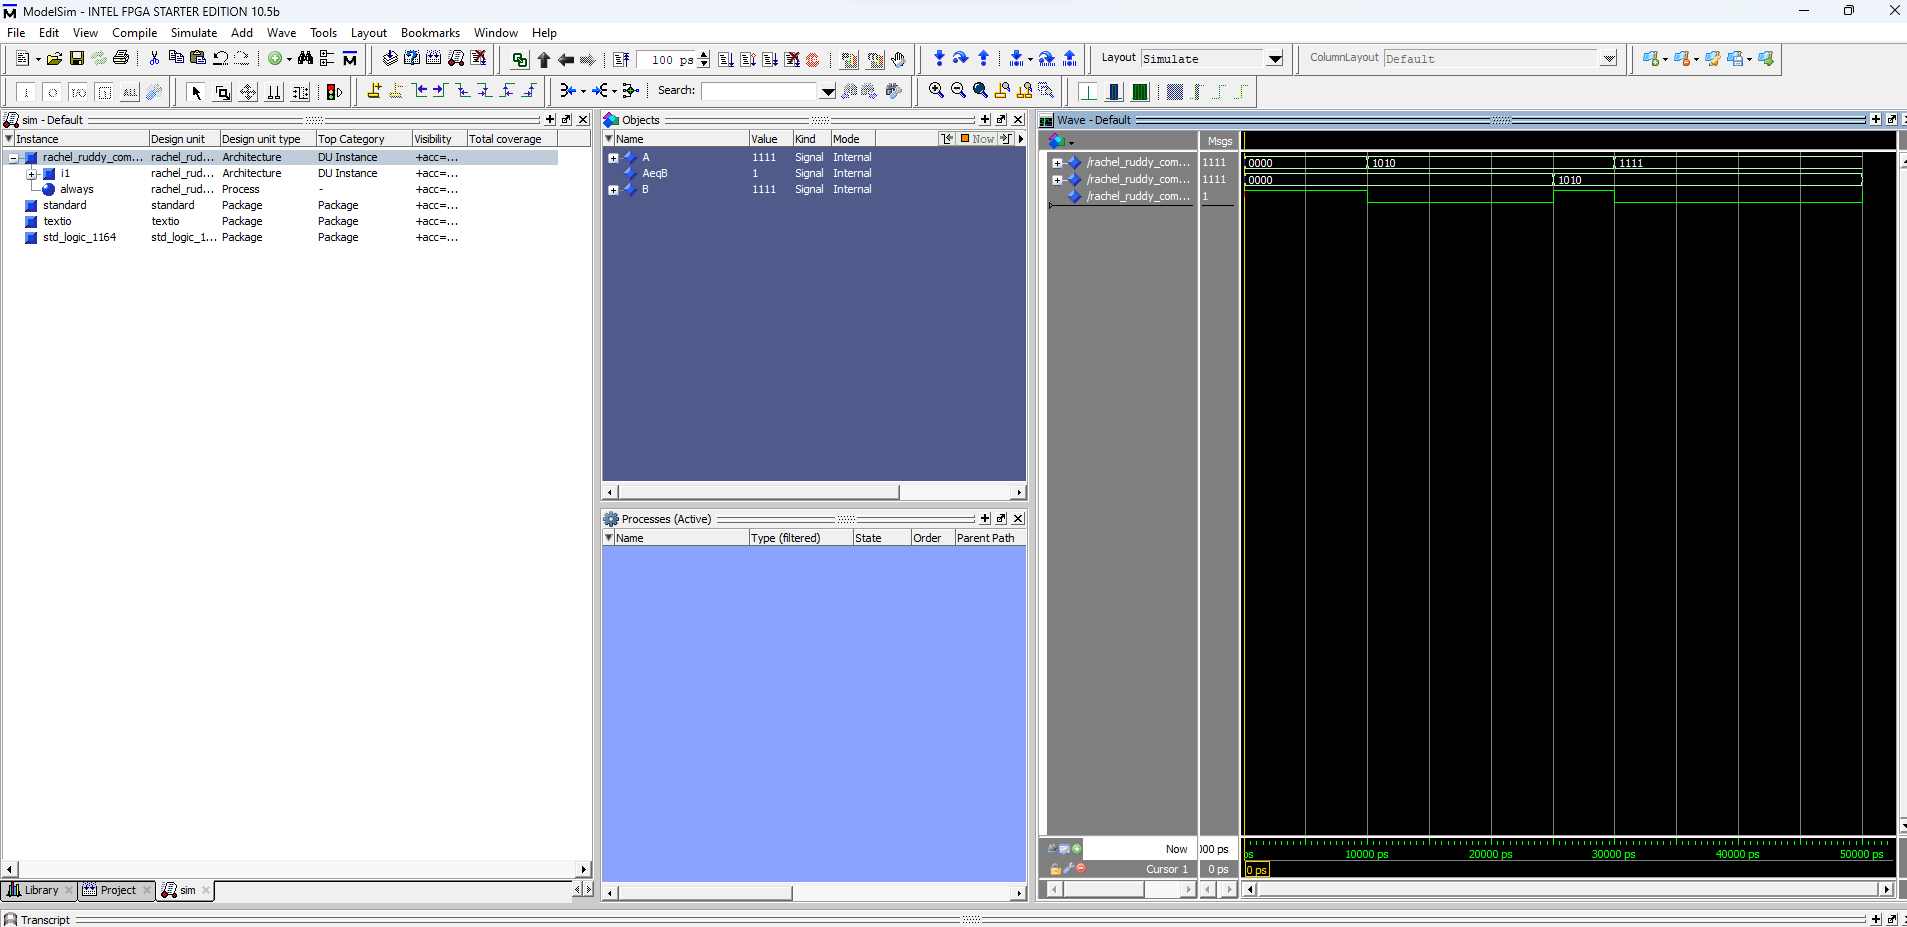 ModelSim - INTEL FPGA STARTER EDITION 10.5b
File Edit View Compile Simulate Add Wave Tools Layout Bookmarks Window Help
100 ps
Layout Simulate
ColumnLayout Default
ALL
Search:
sim - Default
Instance Design unit Design unit type Top Category Visibility Total coverage
rachel_ruddy_com... rachel_rud... Architecture DU Instance +acc=...
i1 rachel_rud... Architecture DU Instance +acc=...
always rachel_rud... Process - +acc=...
standard standard Package Package +acc=...
textio textio Package Package +acc=...
std_logic_1164 std_logic_1... Package Package +acc=...
Library Project sim
Objects
Name Value Kind Mode Now
A 1111 Signal Internal
AeqB 1 Signal Internal
B 1111 Signal Internal
Processes (Active)
Name Type (filtered) State Order Parent Path
Wave - Default
Msgs
/rachel_ruddy_com... 1111 0000 1010 1111
/rachel_ruddy_com... 1111 0000 1010
/rachel_ruddy_com... 1
Now 000 ps ps 10000 ps 20000 ps 30000 ps 40000 ps 50000 ps
Cursor 1 0 ps 0 ps
Transcript